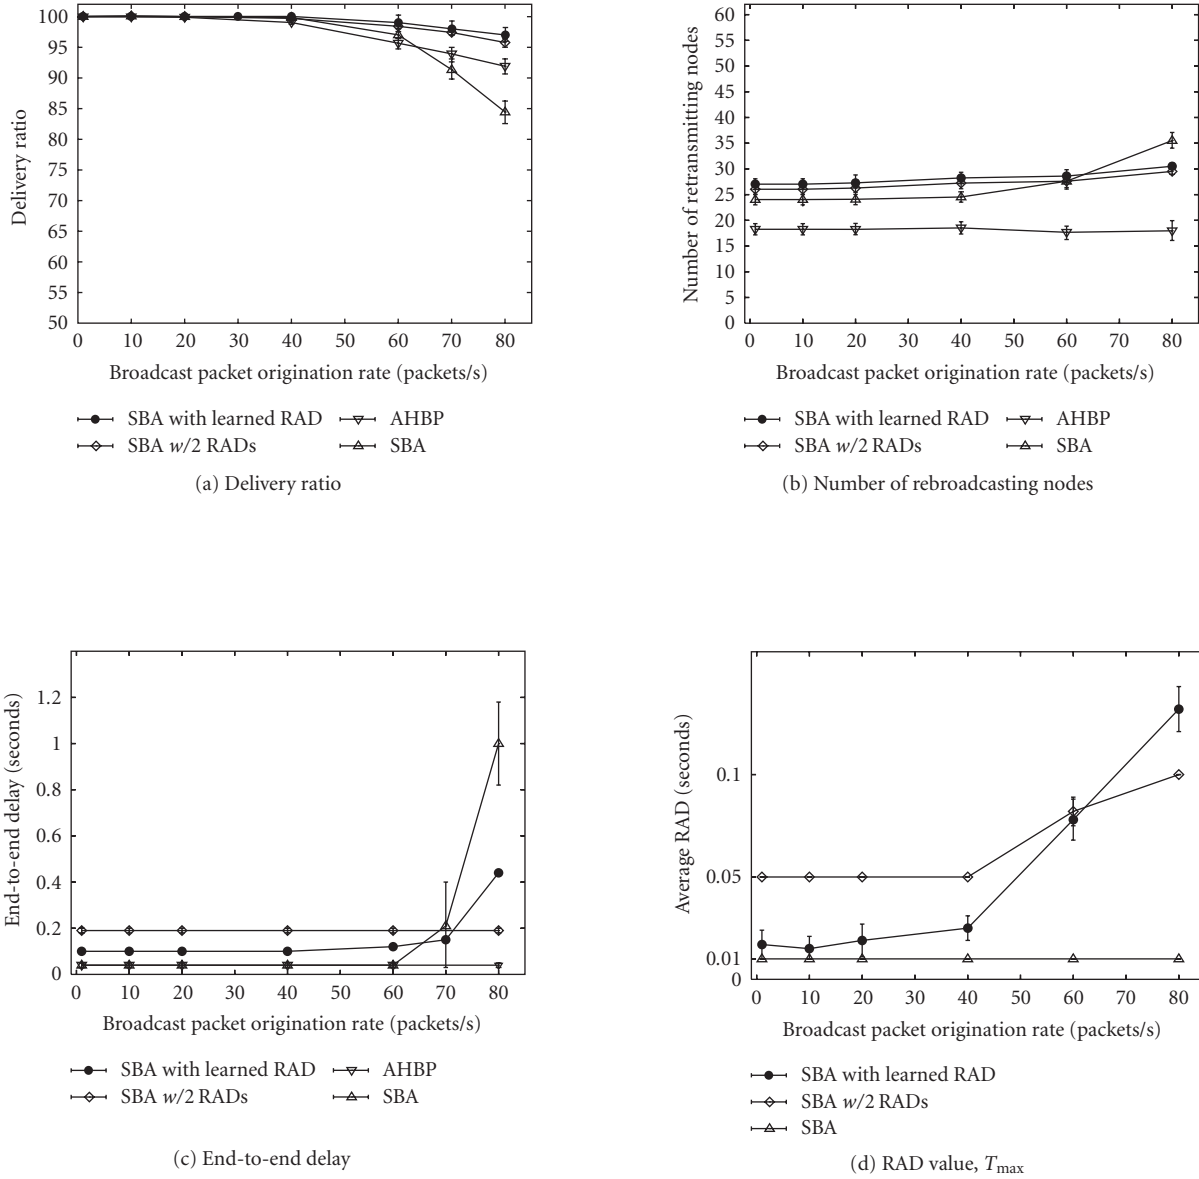 100
95
90
85
80
75
70
65
60
55
50
Delivery ratio
0 10 20 30 40 50 60 70 80
Broadcast packet origination rate (packets/s)
SBA with learned RAD AHBP
SBA w/2 RADs SBA
(a) Delivery ratio
60
55
50
45
40
35
30
25
20
15
10
5
0
Number of retransmitting nodes
0 10 20 30 40 50 60 70 80
Broadcast packet origination rate (packets/s)
SBA with learned RAD AHBP
SBA w/2 RADs SBA
(b) Number of rebroadcasting nodes
1.2
1
0.8
0.6
0.4
0.2
0
End-to-end delay (seconds)
0 10 20 30 40 50 60 70 80
Broadcast packet origination rate (packets/s)
SBA with learned RAD AHBP
SBA w/2 RADs SBA
(c) End-to-end delay
0.1
0.05
0.01
0
Average RAD (seconds)
0 10 20 30 40 50 60 70 80
Broadcast packet origination rate (packets/s)
SBA with learned RAD
SBA w/2 RADs
SBA
(d) RAD value, Tmax